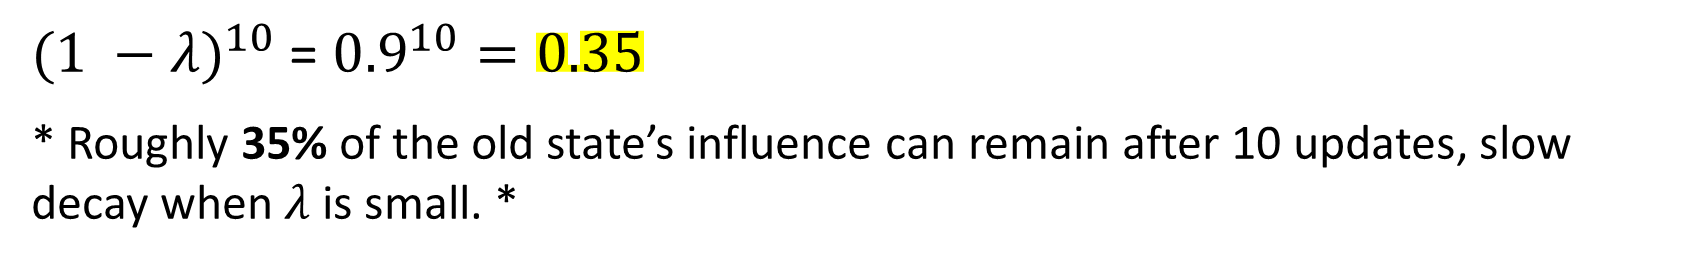 (1 − λ)¹⁰ = 0.9¹⁰ = 0.35
* Roughly 35% of the old state’s influence can remain after 10 updates, slow
decay when λ is small. *